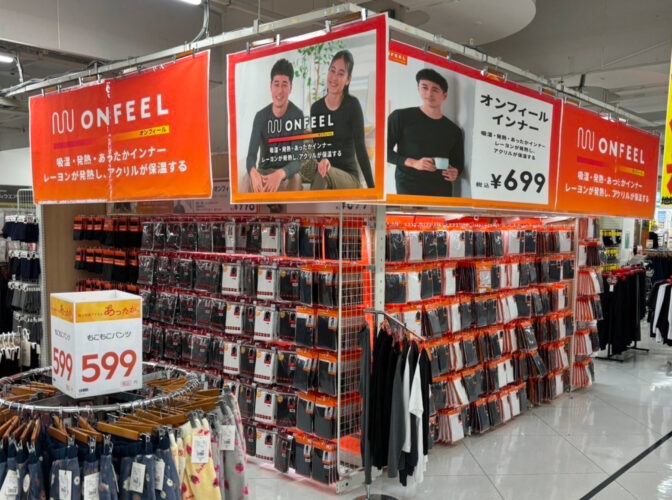 ONFEEL
オンフィール
吸湿・発熱・あったかインナー
レーヨンが発熱し、アクリルが保温する
ONFEEL
吸湿・発熱・あったかインナー
レーヨンが発熱し、アクリルが保温する
オンフィール
インナー
吸湿・発熱・あったかインナー
レーヨンが発熱し、
アクリルが保温する
税込
¥699
ONFEEL
オンフィール
吸湿・発熱・あったかインナー
レーヨンが発熱し、アクリルが保温する
あったか
もこもこパンツ
599
599